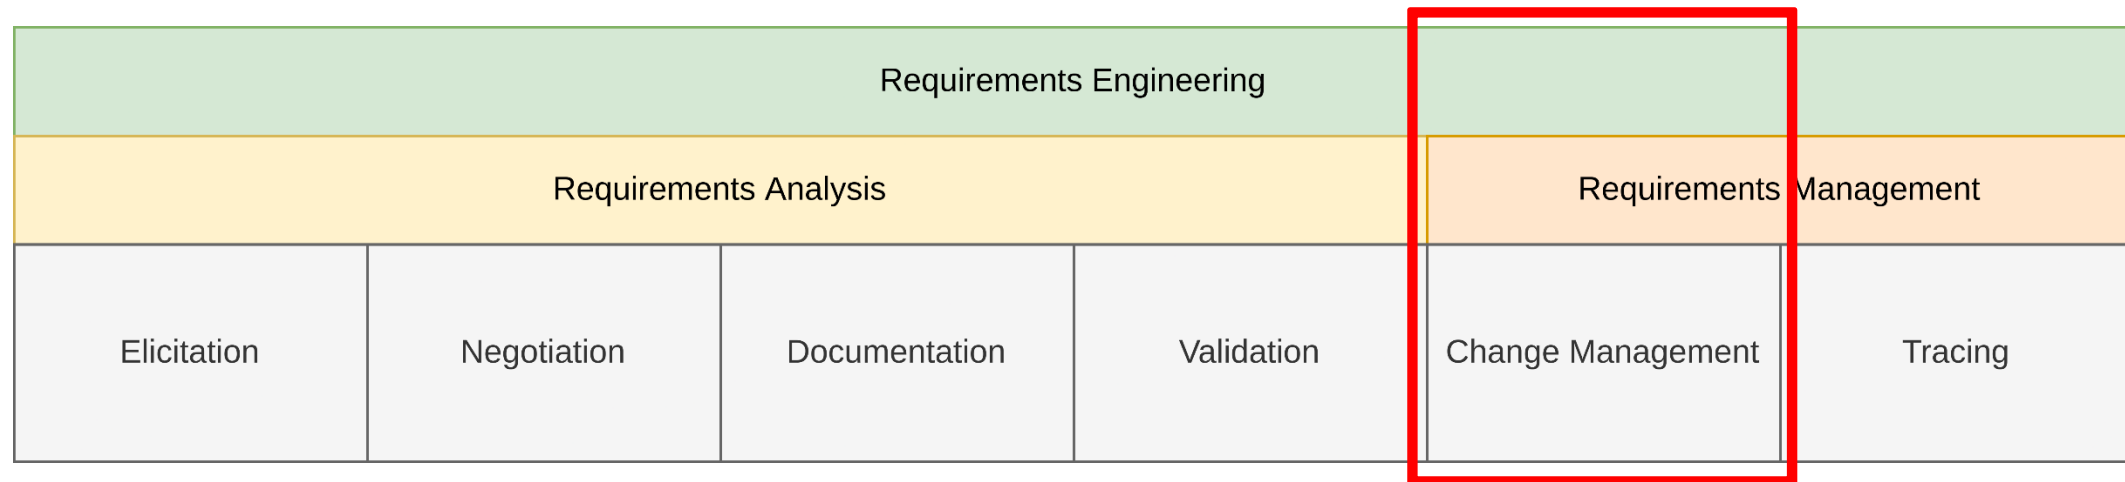 Requirements Engineering
Requirements Analysis
Requirements Management
Elicitation
Negotiation
Documentation
Validation
Change Management
Tracing